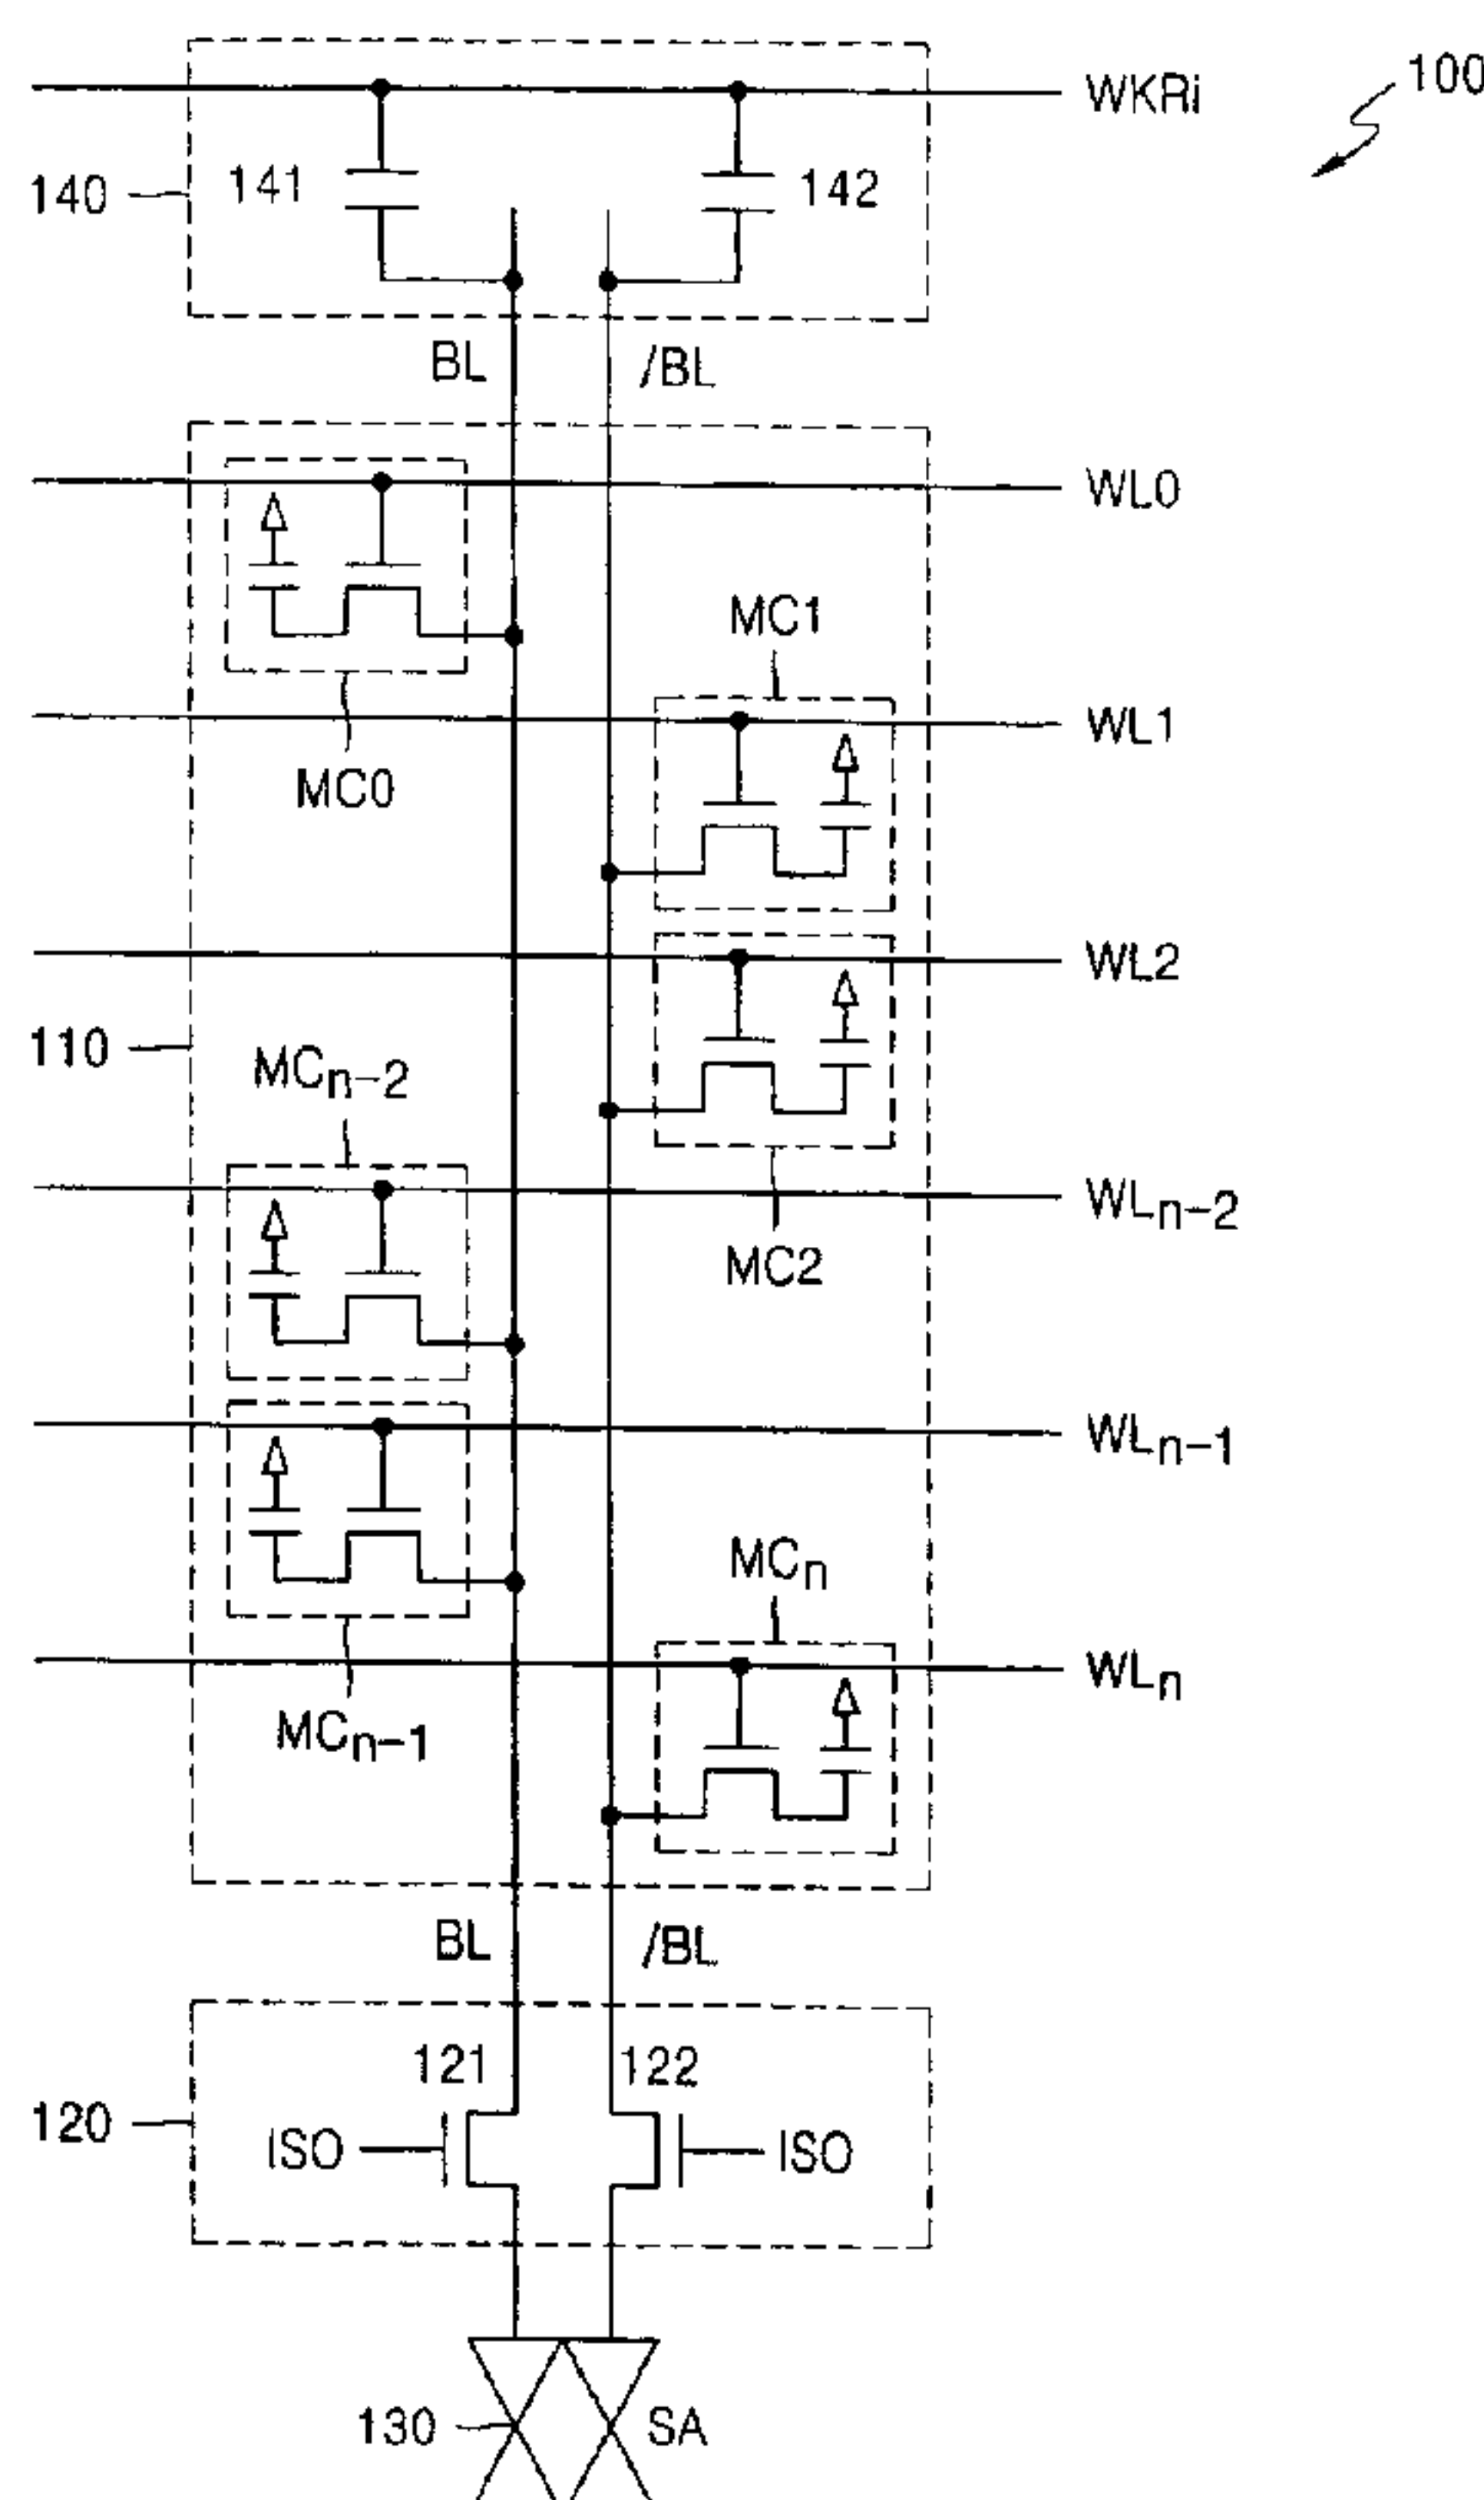 100
WKRi
140
141
142
BL
/BL
WL0
MC1
WL1
MC0
WL2
110
MCn-2
WLn-2
MC2
WLn-1
MCn
WLn
MCn-1
BL
/BL
121
122
120
ISO
ISO
130
SA